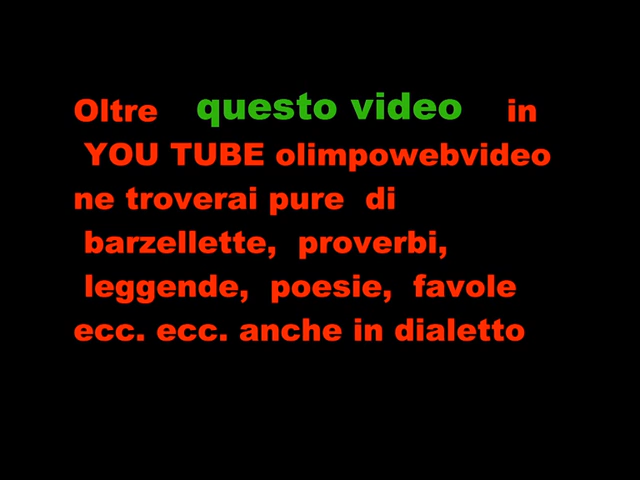 Oltre questo video in
YOU TUBE olimpowebvideo
ne troverai pure di
barzellette, proverbi,
leggende, poesie, favole
ecc. ecc. anche in dialetto